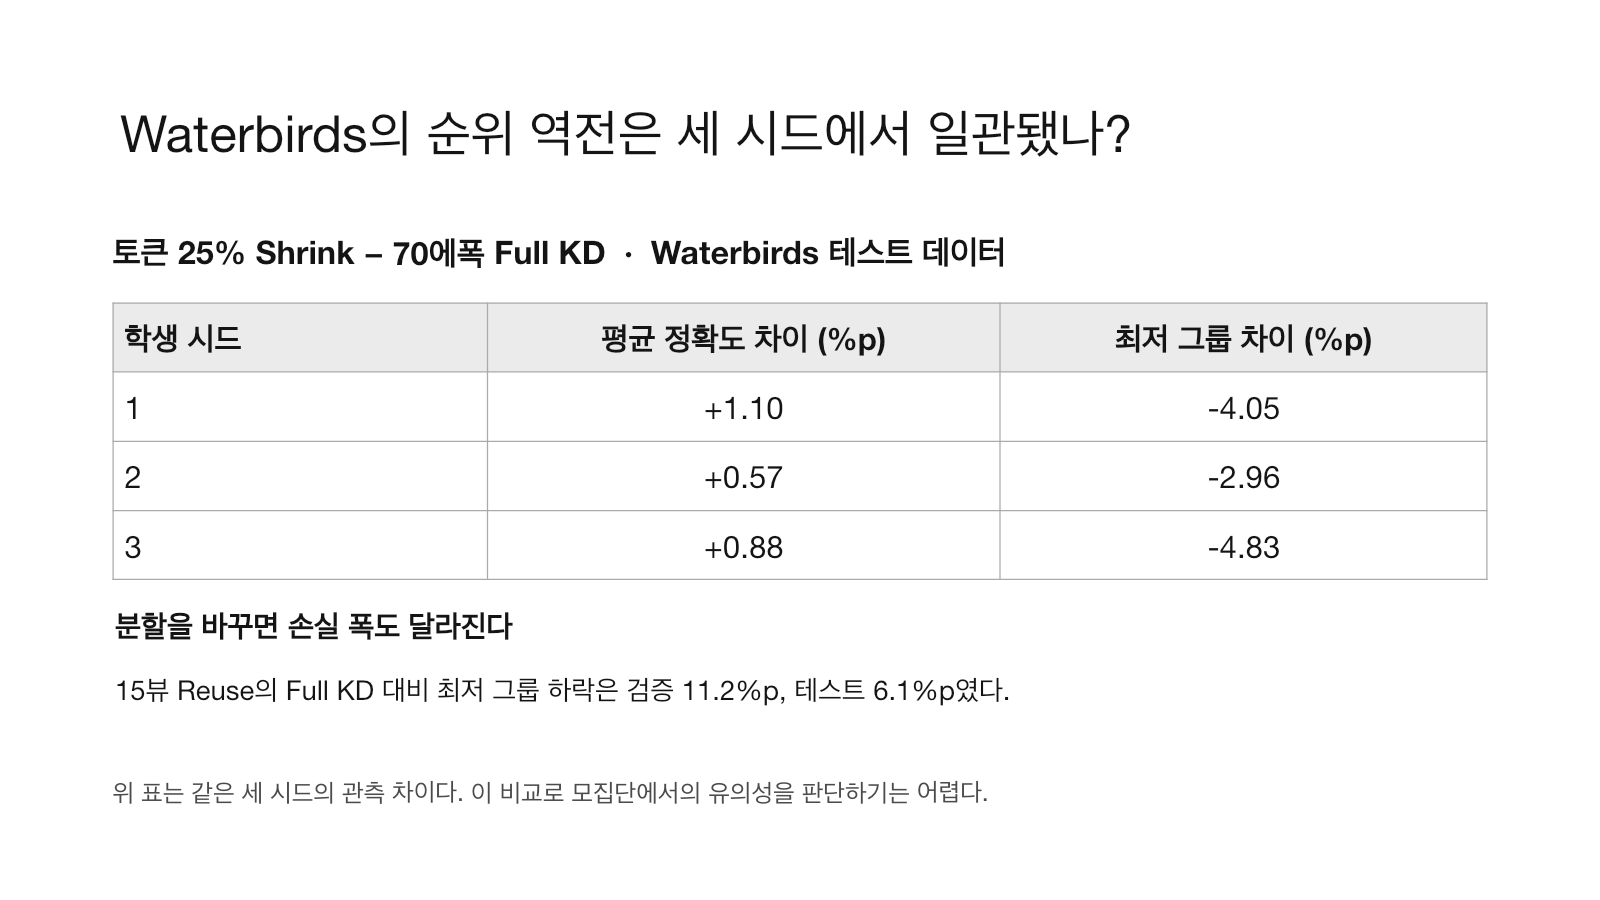 Waterbirds의 순위 역전은 세 시드에서 일관됐나?
토큰 25% Shrink – 70에폭 Full KD · Waterbirds 테스트 데이터
학생 시드 평균 정확도 차이 (%p) 최저 그룹 차이 (%p)
1 +1.10 -4.05
2 +0.57 -2.96
3 +0.88 -4.83
분할을 바꾸면 손실 폭도 달라진다
15뷰 Reuse의 Full KD 대비 최저 그룹 하락은 검증 11.2%p, 테스트 6.1%p였다.
위 표는 같은 세 시드의 관측 차이다. 이 비교로 모집단에서의 유의성을 판단하기는 어렵다.